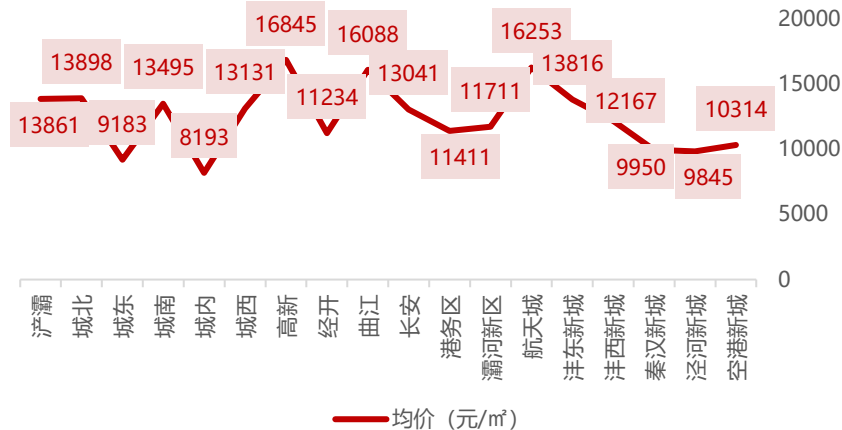 16845
20000
16088
16253
13898
13495
13131
13041
13816
15000
11234
11711
12167
10314
13861
9183
8193
11411
9950
9845
10000
5000
0
浐灞
城北
城东
城南
城内
城西
高新
经开
曲江
长安
港务区
灞河新区
航天城
沣东新城
沣西新城
秦汉新城
泾河新城
空港新城
均价（元/㎡）